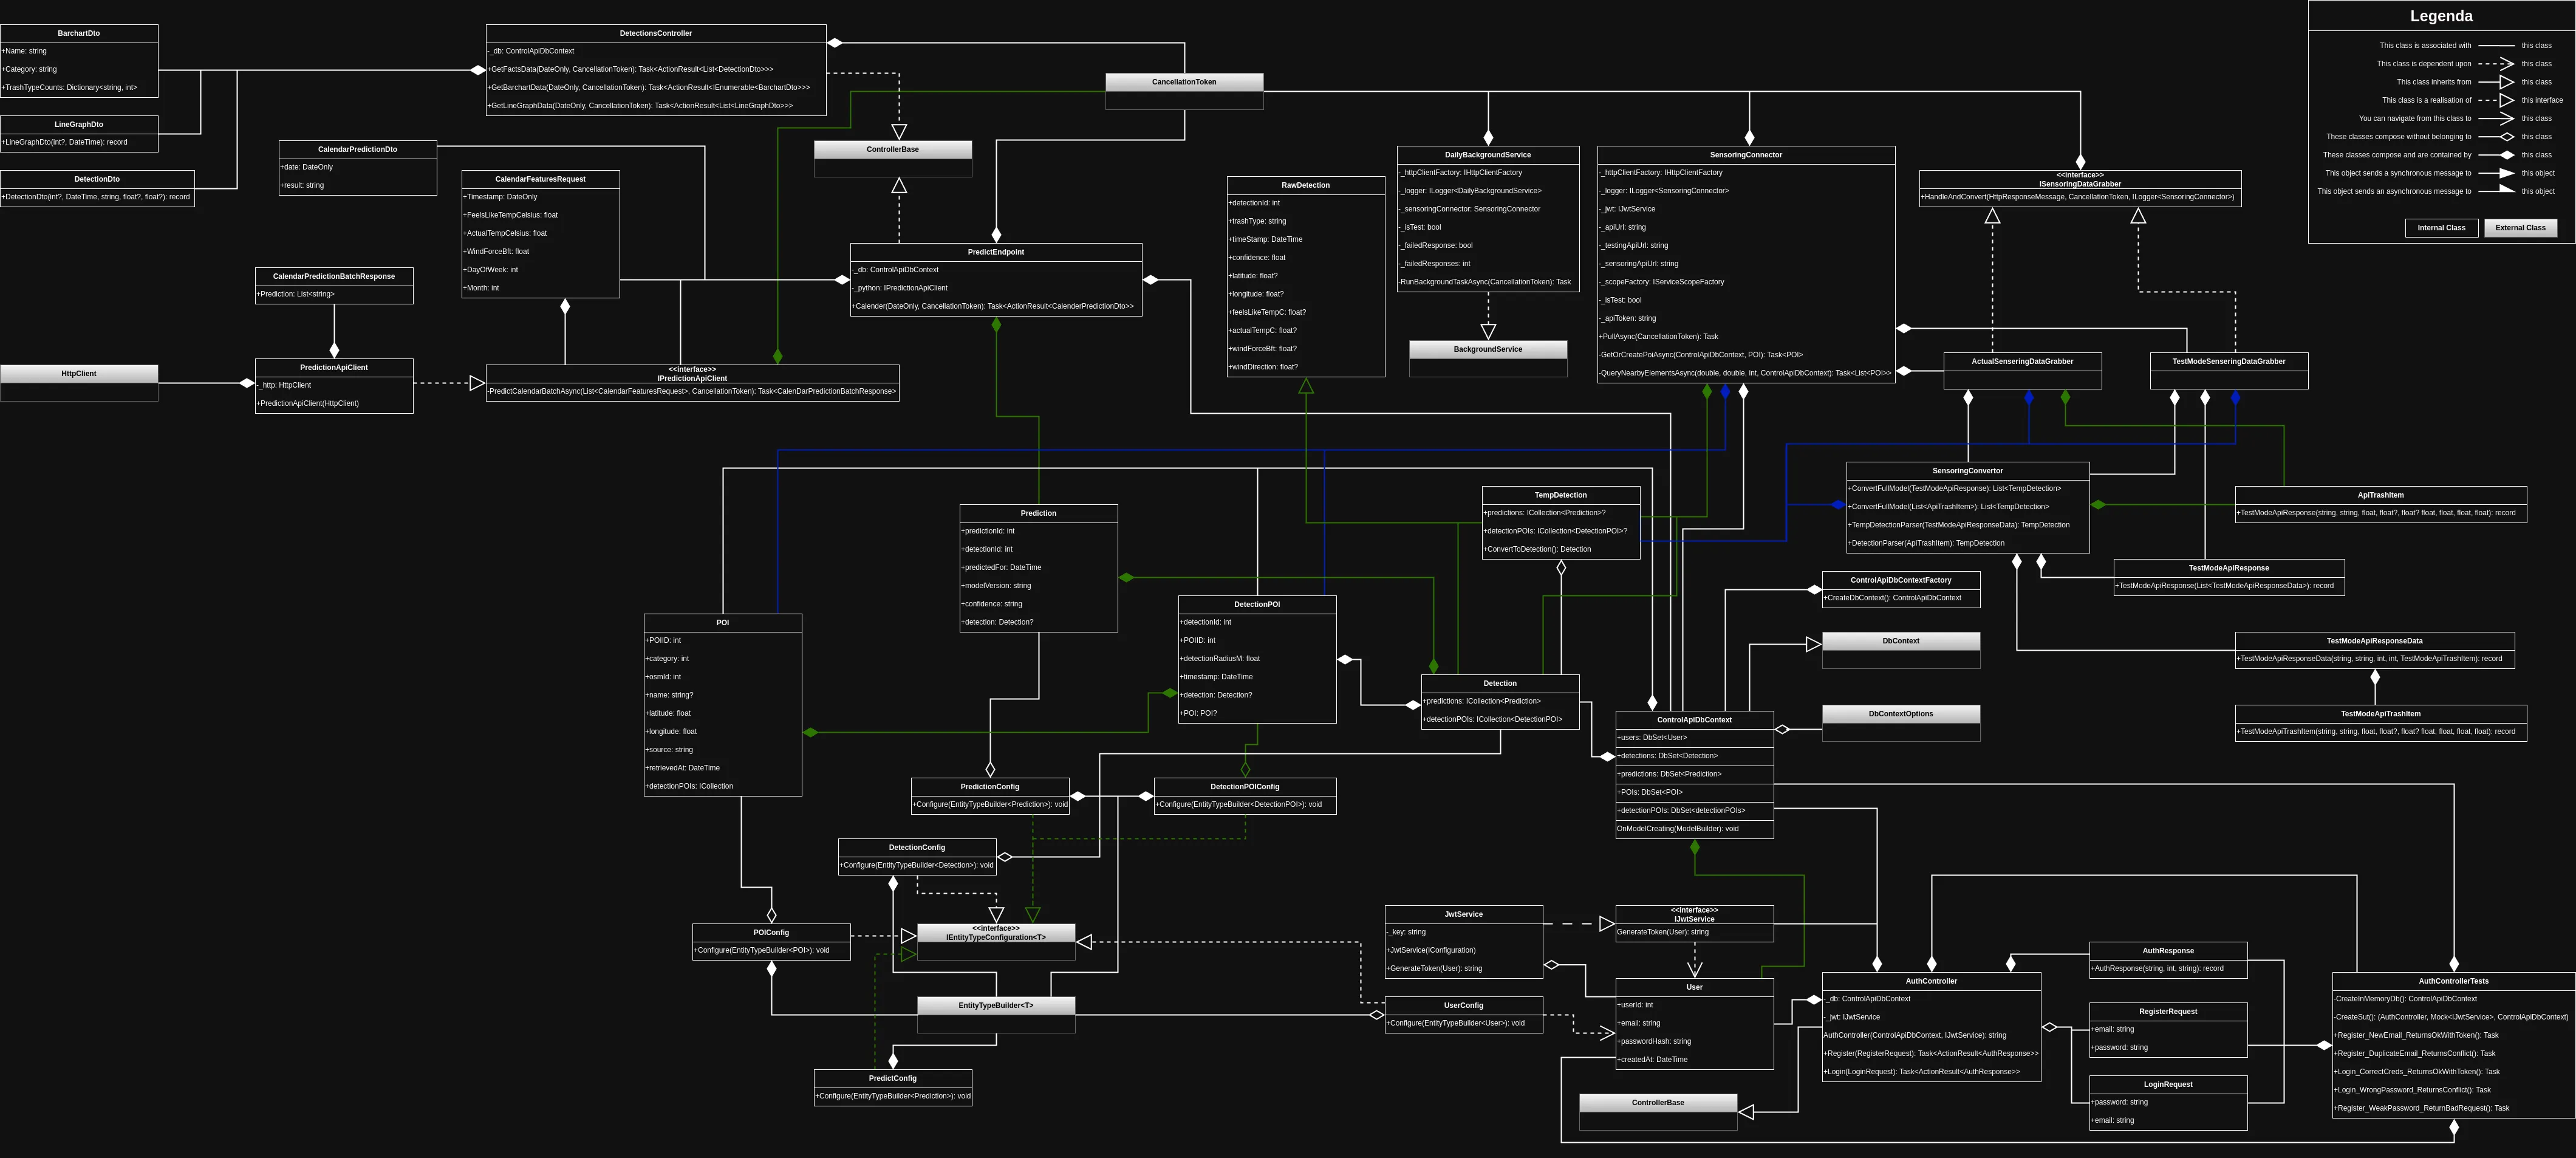 Legenda
This class is associated with this class
This class is dependent upon this class
This class inherits from this class
This class is a realisation of this interface
You can navigate from this class to this class
These classes compose without belonging to this class
These classes compose and are contained by this class
This object sends a synchronous message to this object
This object sends an asynchronous message to this object
Internal Class
External Class
BarchartDto
+Name: string
+Category: string
+TrashTypeCounts: Dictionary<string, int>
LineGraphDto
+LineGraphDto(int?, DateTime): record
DetectionDto
+DetectionDto(int?, DateTime, string, float?, float?): record
DetectionsController
-_db: ControlApiDbContext
+GetFactsData(DateOnly, CancellationToken): Task<ActionResult<List<DetectionDto>>>
+GetBarchartData(DateOnly, CancellationToken): Task<ActionResult<IEnumerable<BarchartDto>>>
+GetLineGraphData(DateOnly, CancellationToken): Task<ActionResult<List<LineGraphDto>>>
CancellationToken
ControllerBase
CalendarPredictionDto
+date: DateOnly
+result: string
CalendarFeaturesRequest
+Timestamp: DateOnly
+FeelsLikeTempCelsius: float
+ActualTempCelsius: float
+WindForceBft: float
+DayOfWeek: int
+Month: int
CalendarPredictionBatchResponse
+Prediction: List<string>
HttpClient
PredictionApiClient
-_http: HttpClient
+PredictionApiClient(HttpClient)
<<interface>>
IPredictionApiClient
-PredictCalendarBatchAsync(List<CalendarFeaturesRequest>, CancellationToken): Task<CalenDarPredictionBatchResponse>
PredictEndpoint
-_db: ControlApiDbContext
-_python: IPredictionApiClient
+Calender(DateOnly, CancellationToken): Task<ActionResult<CalenderPredictionDto>>
RawDetection
+detectionId: int
+trashType: string
+timeStamp: DateTime
+confidence: float
+latitude: float?
+longitude: float?
+feelsLikeTempC: float?
+actualTempC: float?
+windForceBft: float?
+windDirection: float?
DailyBackgroundService
-_httpClientFactory: IHttpClientFactory
-_logger: ILogger<DailyBackgroundService>
-_sensoringConnector: SensoringConnector
-_isTest: bool
-_failedResponse: bool
-_failedResponses: int
-RunBackgroundTaskAsync(CancellationToken): Task
BackgroundService
SensoringConnector
-_httpClientFactory: IHttpClientFactory
-_logger: ILogger<SensoringConnector>
-_jwt: IJwtService
-_apiUrl: string
-_testingApiUrl: string
-_sensoringApiUrl: string
-_scopeFactory: IServiceScopeFactory
-_isTest: bool
-_apiToken: string
+PullAsync(CancellationToken): Task
-GetOrCreatePoiAsync(ControlApiDbContext, POI): Task<POI>
-QueryNearbyElementsAsync(double, double, int, ControlApiDbContext): Task<List<POI>>
<<interface>>
ISensoringDataGrabber
+HandleAndConvert(HttpResponseMessage, CancellationToken, ILogger<SensoringConnector>)
ActualSenseringDataGrabber
TestModeSenseringDataGrabber
SensoringConvertor
+ConvertFullModel(TestModeApiResponse): List<TempDetection>
+ConvertFullModel(List<ApiTrashItem>): List<TempDetection>
+TempDetectionParser(TestModeApiResponseData): TempDetection
+DetectionParser(ApiTrashItem): TempDetection
ApiTrashItem
+TestModeApiResponse(string, string, float, float?, float? float, float, float, float): record
TestModeApiResponse
+TestModeApiResponse(List<TestModeApiResponseData>): record
TestModeApiResponseData
+TestModeApiResponseData(string, string, int, int, TestModeApiTrashItem): record
TestModeApiTrashItem
+TestModeApiTrashItem(string, string, float, float?, float? float, float, float, float): record
TempDetection
+predictions: ICollection<Prediction>?
+detectionPOIs: ICollection<DetectionPOI>?
+ConvertToDetection(): Detection
Prediction
+predictionId: int
+detectionId: int
+predictedFor: DateTime
+modelVersion: string
+confidence: string
+detection: Detection?
DetectionPOI
+detectionId: int
+POIID: int
+detectionRadiusM: float
+timestamp: DateTime
+detection: Detection?
+POI: POI?
POI
+POIID: int
+category: int
+osmId: int
+name: string?
+latitude: float
+longitude: float
+source: string
+retrievedAt: DateTime
+detectionPOIs: ICollection
Detection
+predictions: ICollection<Prediction>
+detectionPOIs: ICollection<DetectionPOI>
ControlApiDbContextFactory
+CreateDbContext(): ControlApiDbContext
DbContext
DbContextOptions
ControlApiDbContext
+users: DbSet<User>
+detections: DbSet<Detection>
+predictions: DbSet<Prediction>
+POIs: DbSet<POI>
+detectionPOIs: DbSet<detectionPOIs>
OnModelCreating(ModelBuilder): void
PredictionConfig
+Configure(EntityTypeBuilder<Prediction>): void
DetectionPOIConfig
+Configure(EntityTypeBuilder<DetectionPOI>): void
DetectionConfig
+Configure(EntityTypeBuilder<Detection>): void
POIConfig
+Configure(EntityTypeBuilder<POI>): void
<<interface>>
IEntityTypeConfiguration<T>
EntityTypeBuilder<T>
PredictConfig
+Configure(EntityTypeBuilder<Prediction>): void
JwtService
-_key: string
+JwtService(IConfiguration)
+GenerateToken(User): string
<<interface>>
IJwtService
GenerateToken(User): string
UserConfig
+Configure(EntityTypeBuilder<User>): void
User
+userId: int
+email: string
+passwordHash: string
+createdAt: DateTime
ControllerBase
AuthController
-_db: ControlApiDbContext
-_jwt: IJwtService
AuthController(ControlApiDbContext, IJwtService): string
+Register(RegisterRequest): Task<ActionResult<AuthResponse>>
+Login(LoginRequest): Task<ActionResult<AuthResponse>>
AuthResponse
+AuthResponse(string, int, string): record
RegisterRequest
+email: string
+password: string
LoginRequest
+password: string
+email: string
AuthControllerTests
-CreateInMemoryDb(): ControlApiDbContext
-CreateSut(): (AuthController, Mock<IJwtService>, ControlApiDbContext)
+Register_NewEmail_ReturnsOkWithToken(): Task
+Register_DuplicateEmail_ReturnsConflict(): Task
+Login_CorrectCreds_ReturnsOkWithToken(): Task
+Login_WrongPassword_ReturnsConflict(): Task
+Register_WeakPassword_ReturnBadRequest(): Task